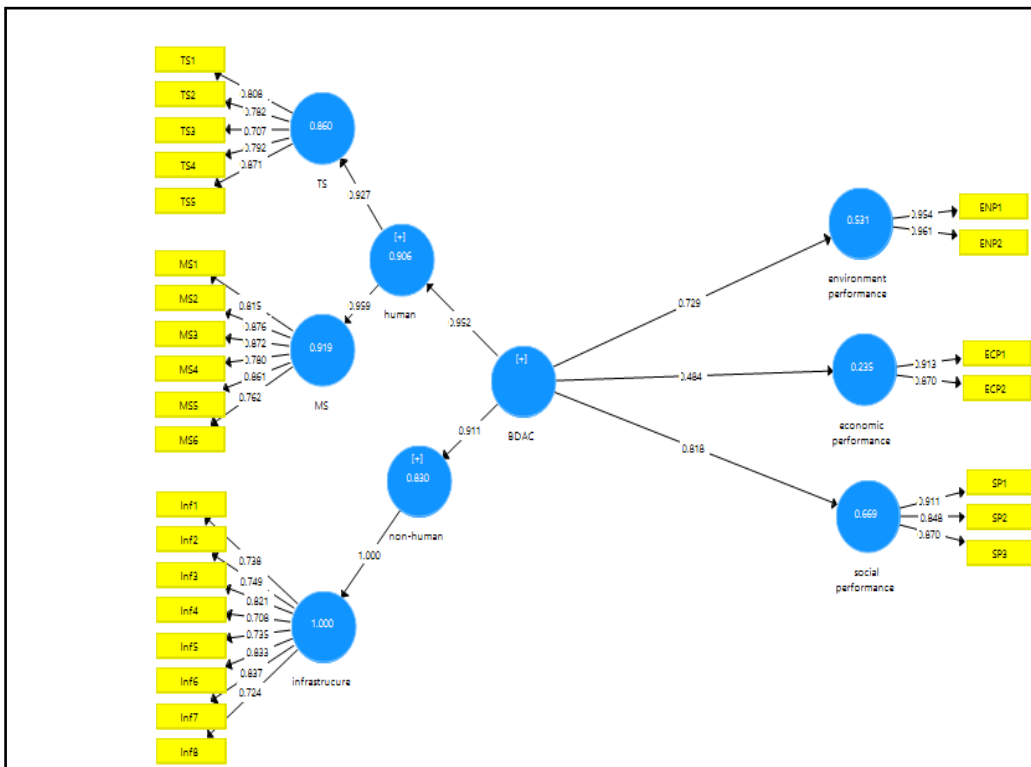 TS1
TS2
TS3
TS4
TS5
0.808
0.782
0.707
0.792
0.871
0.860
TS
0.927
MS1
MS2
MS3
MS4
MS5
MS6
0.815
0.876
0.872
0.780
0.861
0.762
0.919
MS
0.959
[+]
0.906
human
0.952
[+]
BDAC
0.911
[+]
0.830
non-human
1.000
Inf1
Inf2
Inf3
Inf4
Inf5
Inf6
Inf7
Inf8
0.738
0.749
0.821
0.708
0.735
0.833
0.837
0.724
1.000
infrastrucure
0.729
0.484
0.818
0.531
environment
performance
0.954
0.961
ENP1
ENP2
0.235
economic
performance
0.913
0.870
ECP1
ECP2
0.669
social
performance
0.911
0.848
0.870
SP1
SP2
SP3